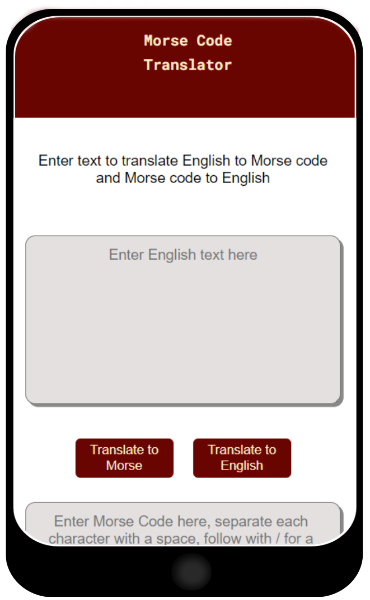 Morse Code
Translator
Enter text to translate English to Morse code
and Morse code to English
Enter English text here
Translate to
Morse
Translate to
English
Enter Morse Code here, separate each
character with a space, follow with / for a